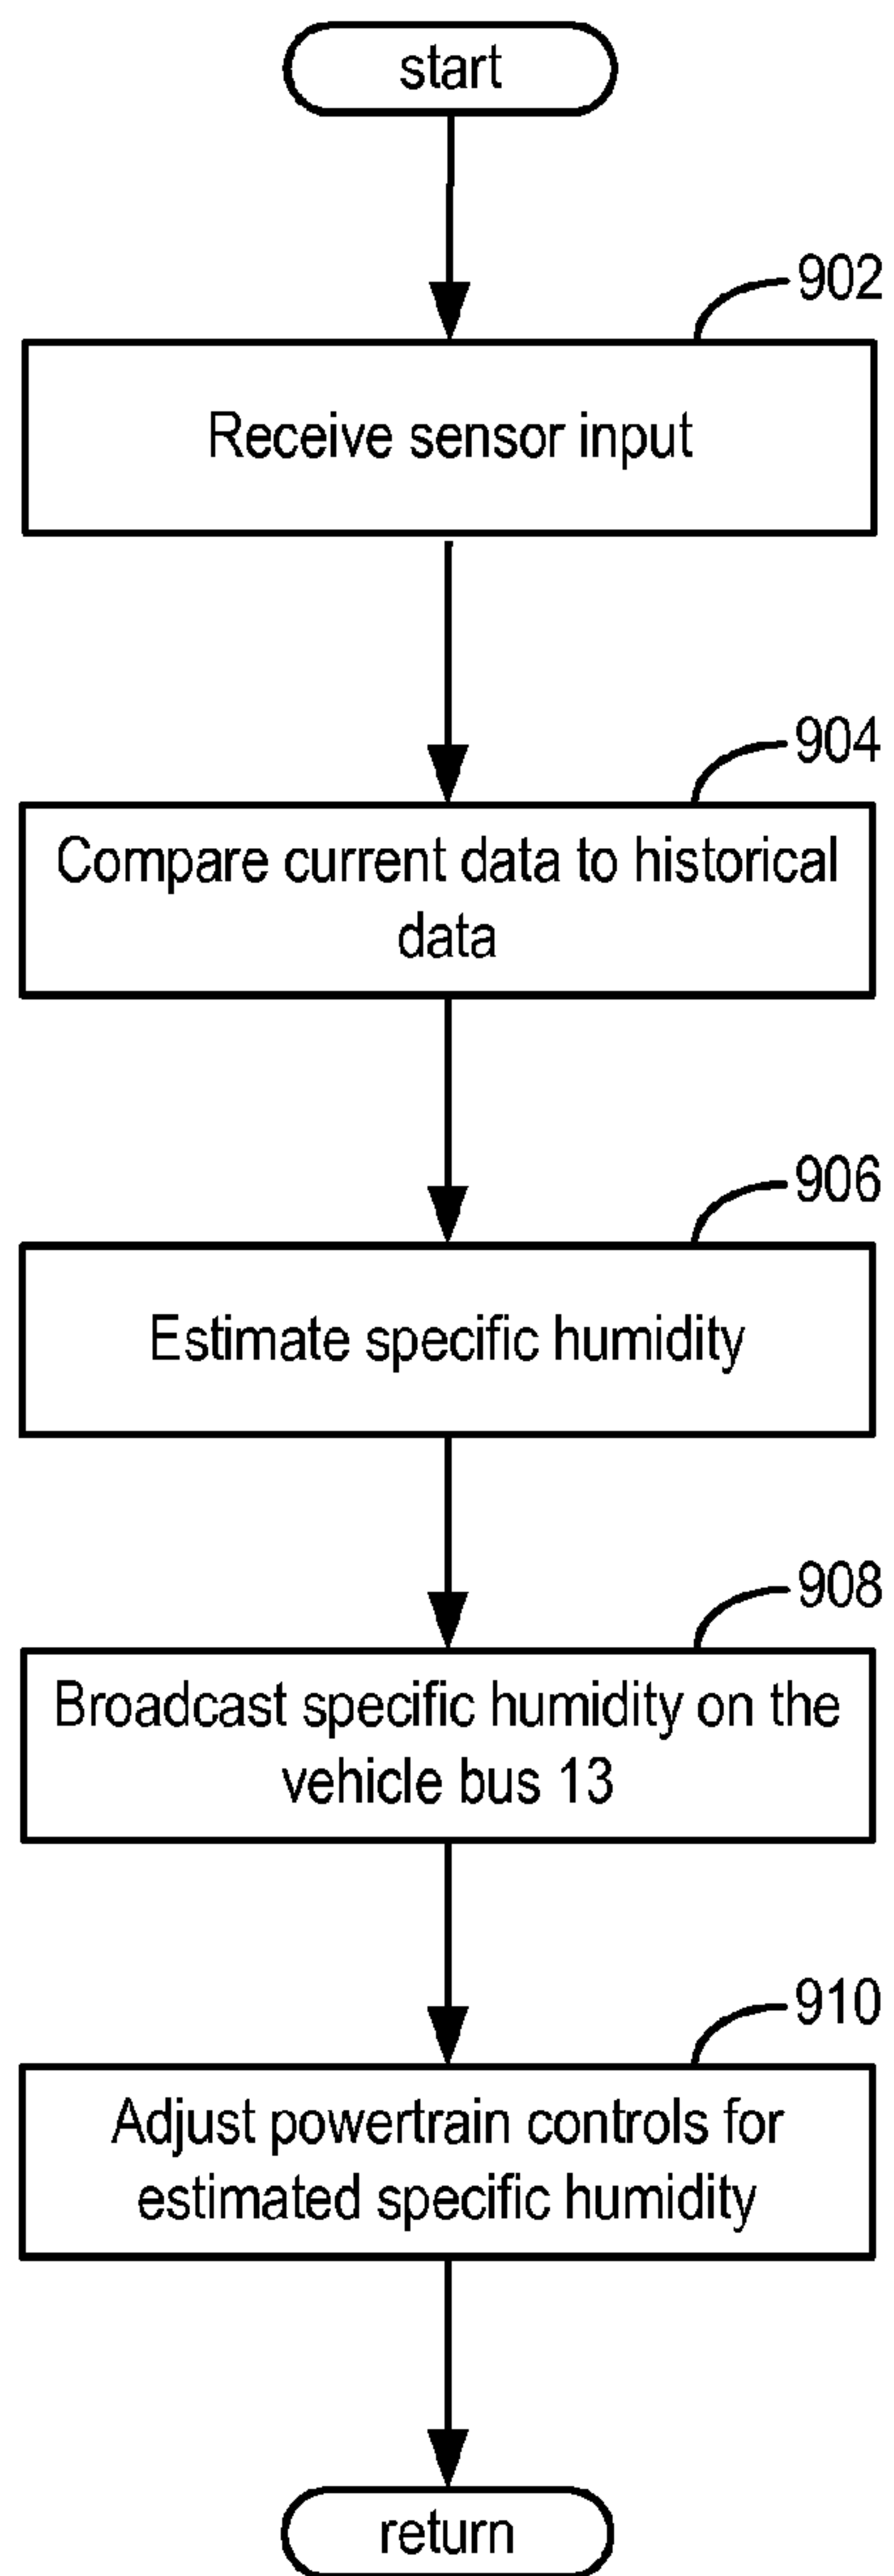 start
902
Receive sensor input
904
Compare current data to historical
data
906
Estimate specific humidity
908
Broadcast specific humidity on the
vehicle bus 13
910
Adjust powertrain controls for
estimated specific humidity
return